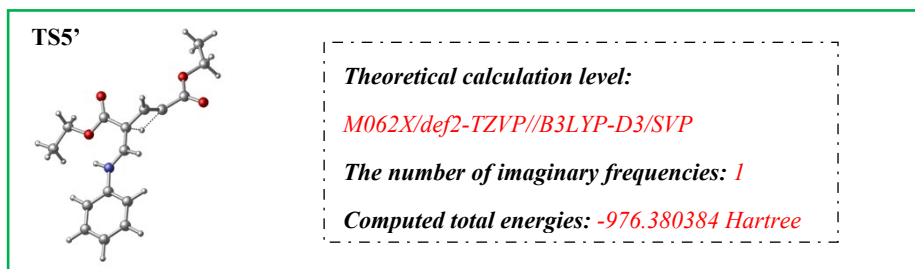 TS5’
Theoretical calculation level:
M062X/def2-TZVP//B3LYP-D3/SVP
The number of imaginary frequencies: 1
Computed total energies: -976.380384 Hartree